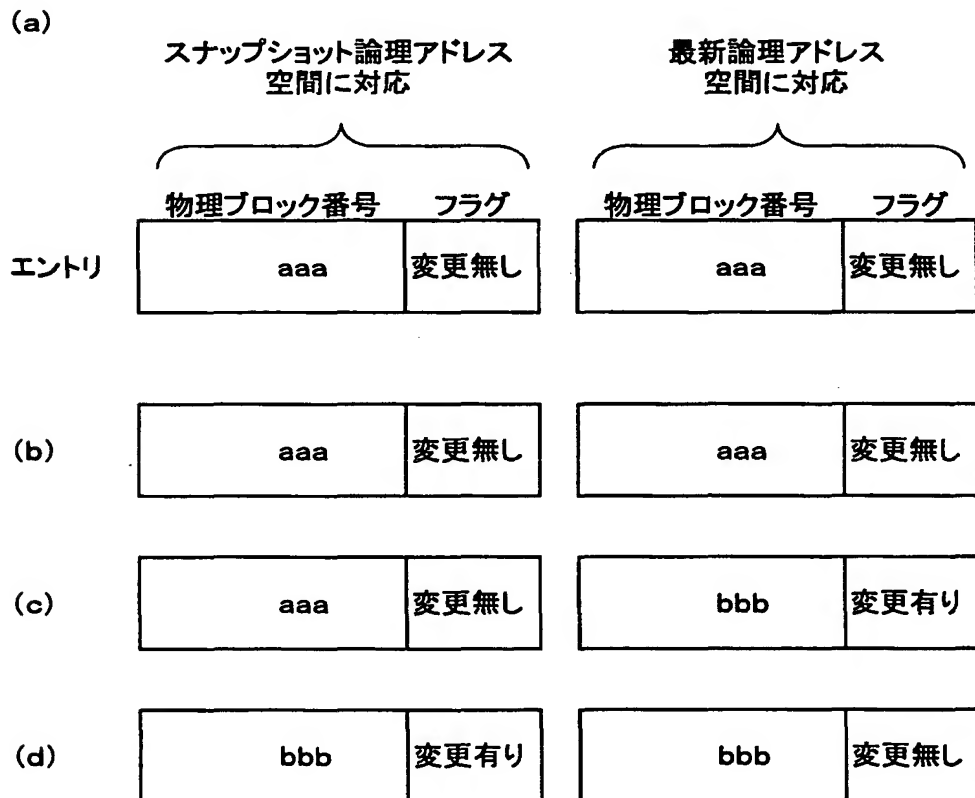 (a)
スナップショット論理アドレス
空間に対応
最新論理アドレス
空間に対応
物理ブロック番号 フラグ 物理ブロック番号 フラグ
エントリ aaa 変更無し aaa 変更無し
(b) aaa 変更無し aaa 変更無し
(c) aaa 変更無し bbb 変更有り
(d) bbb 変更有り bbb 変更無し